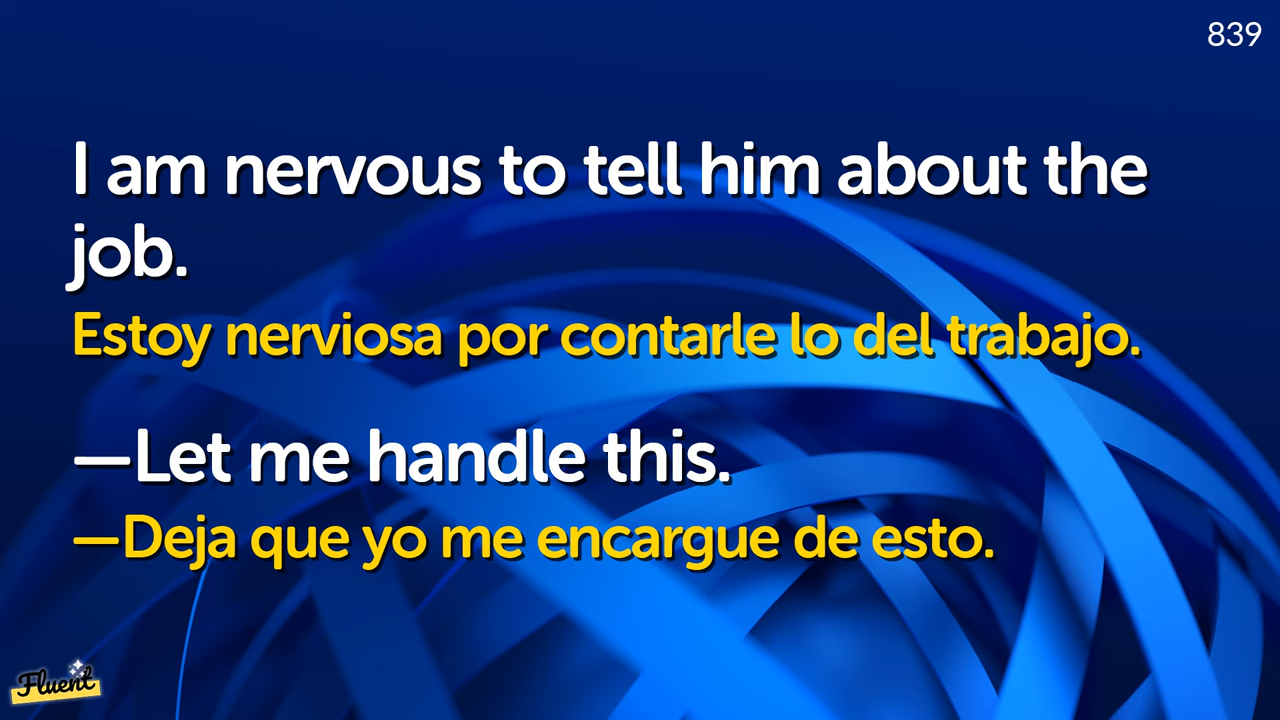 839
I am nervous to tell him about the
job.
Estoy nerviosa por contarle lo del trabajo.
—Let me handle this.
—Deja que yo me encargue de esto.
Fluent